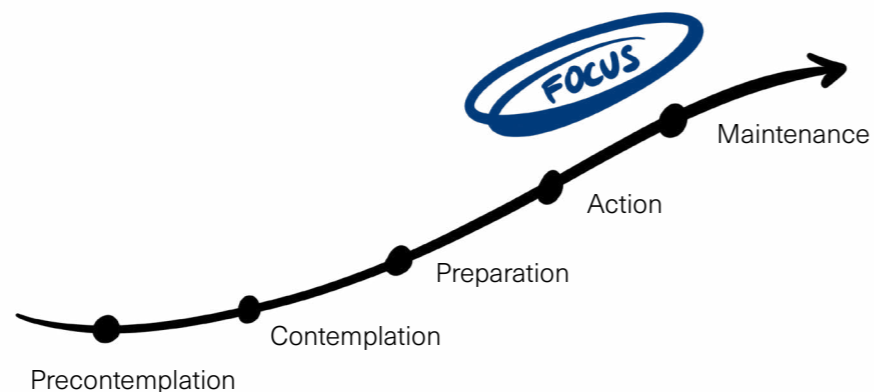 FOCUS
Maintenance
Action
Preparation
Contemplation
Precontemplation